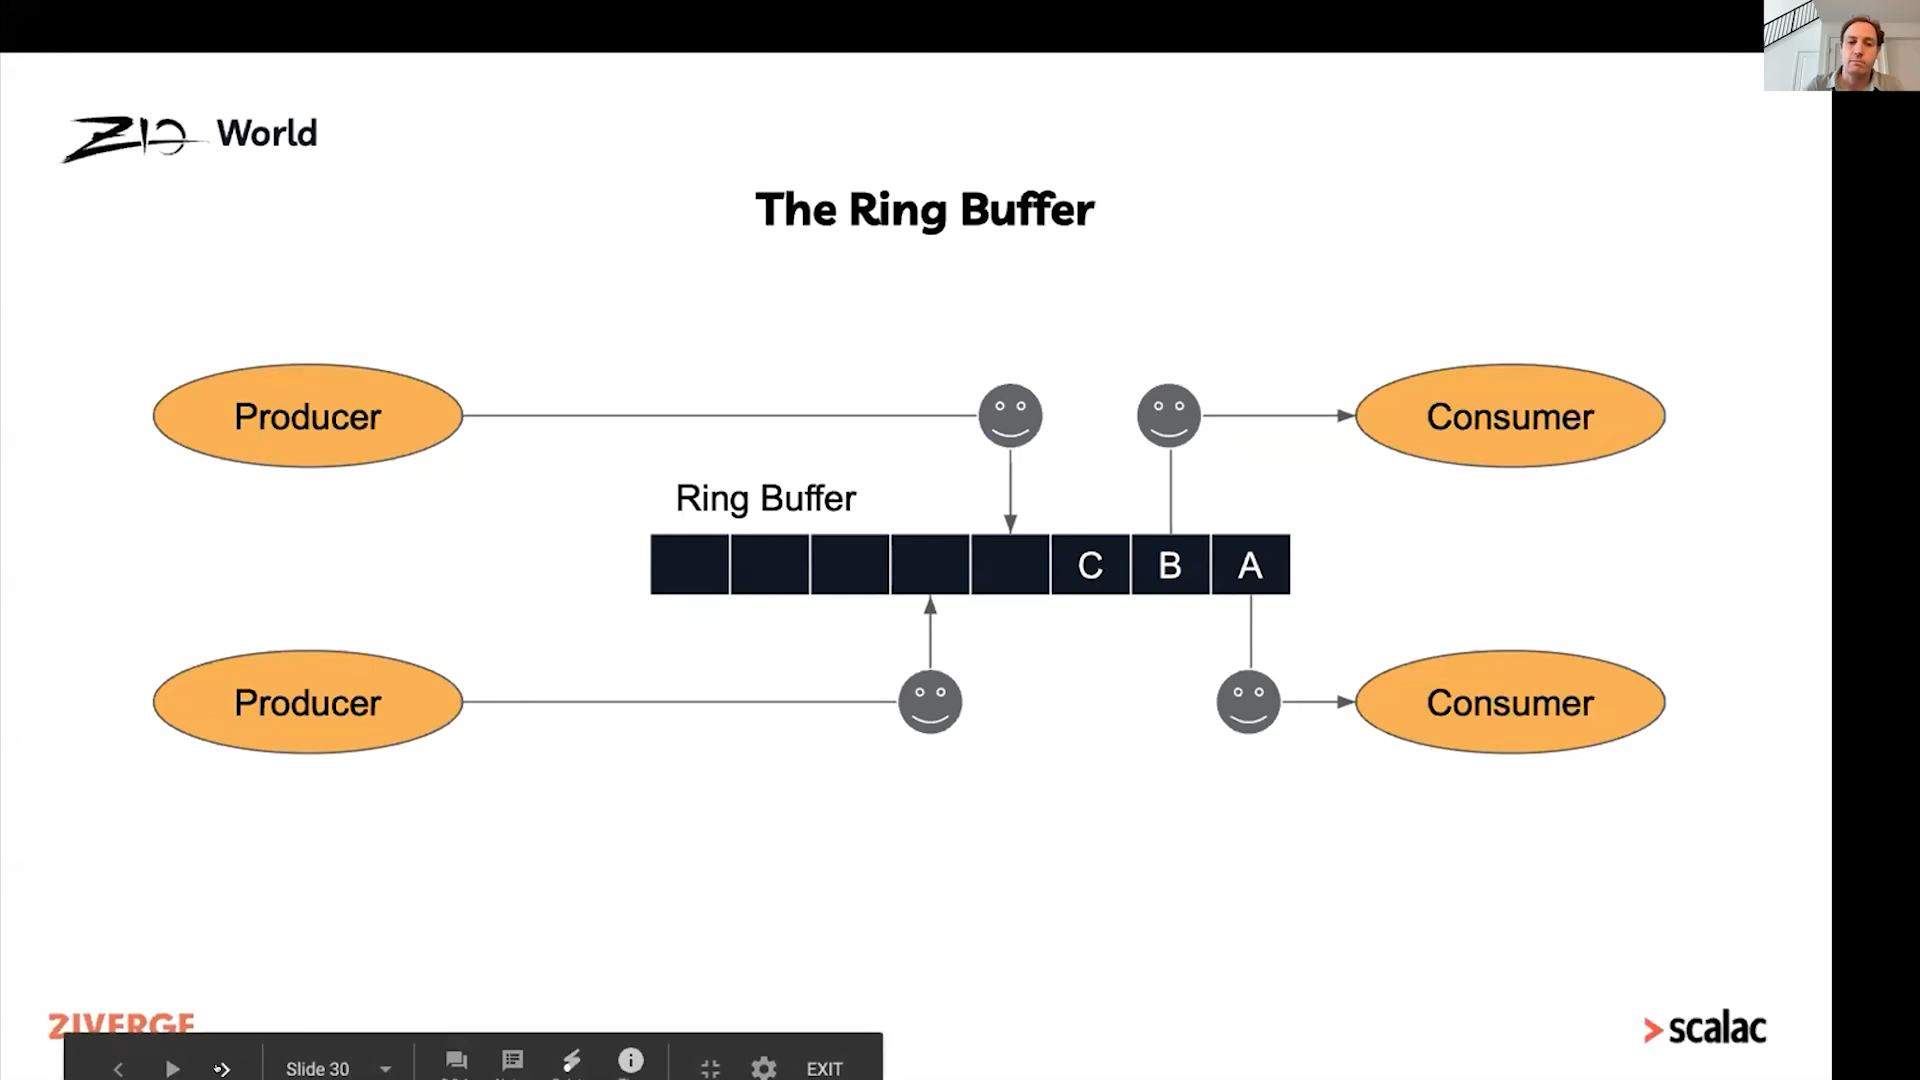 ZIO World
The Ring Buffer
Producer
Consumer
Ring Buffer
C B A
Producer
Consumer
ZIVERGE
scalac
Slide 30
EXIT